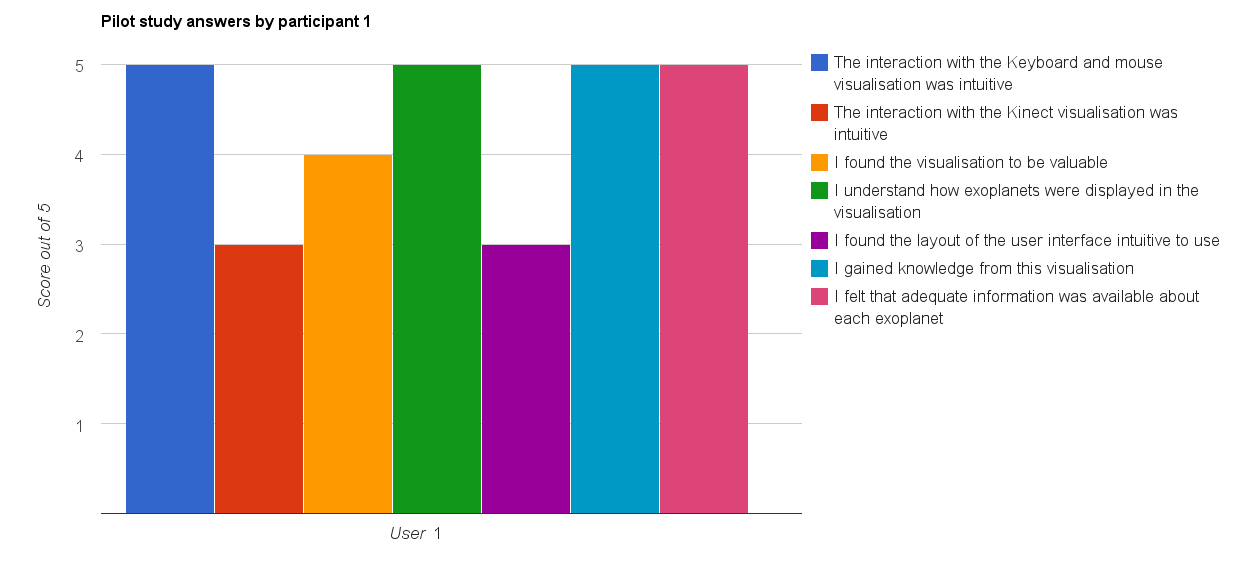 Pilot study answers by participant 1
5
4
3
2
1
Score out of 5
User 1
The interaction with the Keyboard and mouse
visualisation was intuitive
The interaction with the Kinect visualisation was
intuitive
I found the visualisation to be valuable
I understand how exoplanets were displayed in the
visualisation
I found the layout of the user interface intuitive to use
I gained knowledge from this visualisation
I felt that adequate information was available about
each exoplanet